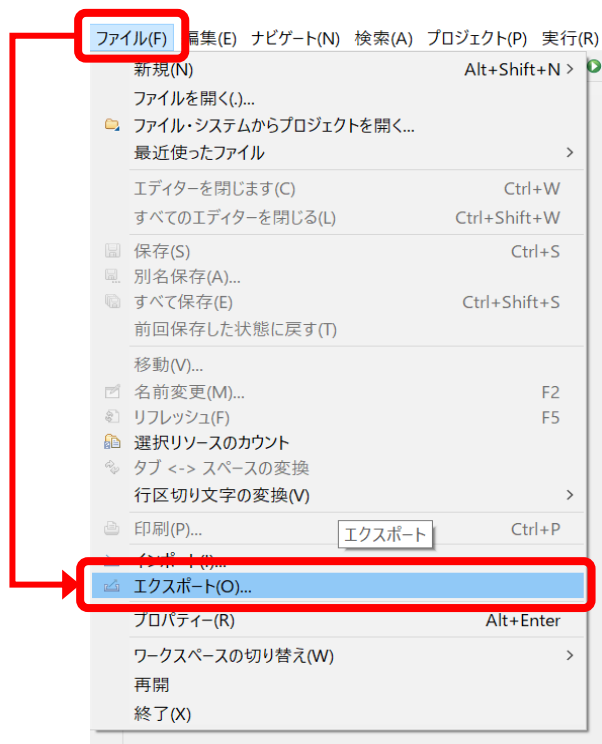 ファイル(F) 編集(E) ナビゲート(N) 検索(A) プロジェクト(P) 実行(R)
新規(N) Alt+Shift+N >
ファイルを開く(.)...
ファイル・システムからプロジェクトを開く...
最近使ったファイル >
エディターを閉じます(C) Ctrl+W
すべてのエディターを閉じる(L) Ctrl+Shift+W
保存(S) Ctrl+S
別名保存(A)...
すべて保存(E) Ctrl+Shift+S
前回保存した状態に戻す(T)
移動(V)...
名前変更(M)... F2
リフレッシュ(F) F5
選択リソースのカウント
タブ <-> スペースの変換
行区切り文字の変換(V) >
印刷(P)... Ctrl+P
エクスポート
インポート(I)...
エクスポート(O)...
プロパティー(R) Alt+Enter
ワークスペースの切り替え(W) >
再開
終了(X)